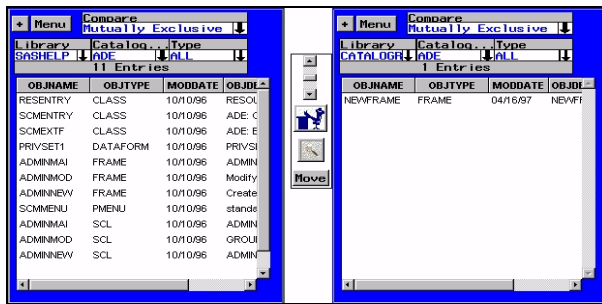 + Menu Compare
Mutually Exclusive
Library Catalog... Type
SASHELP ADE ALL
11 Entries
OBJNAME OBJTYPE MODDATE OBJDE
RESENTRY CLASS 10/10/96 RESOU
SCMENTRY CLASS 10/10/96 ADE: C
SCMEXTF CLASS 10/10/96 ADE: E
PRIVSET1 DATAFORM 10/10/96 PRIVSE
ADMINMAI FRAME 10/10/96 ADMIN
ADMINMOD FRAME 10/10/96 Modify
ADMINNEW FRAME 10/10/96 Create
SCMMENU PMENU 10/10/96 standa
ADMINMAI SCL 10/10/96 ADMIN
ADMINMOD SCL 10/10/96 GROUI
ADMINNEW SCL 10/10/96 ADMIN
Move
+ Menu Compare
Mutually Exclusive
Library Catalog... Type
CATALOGR ADE ALL
1 Entries
OBJNAME OBJTYPE MODDATE OBJDE
NEWFRAME FRAME 04/16/97 NEWFF